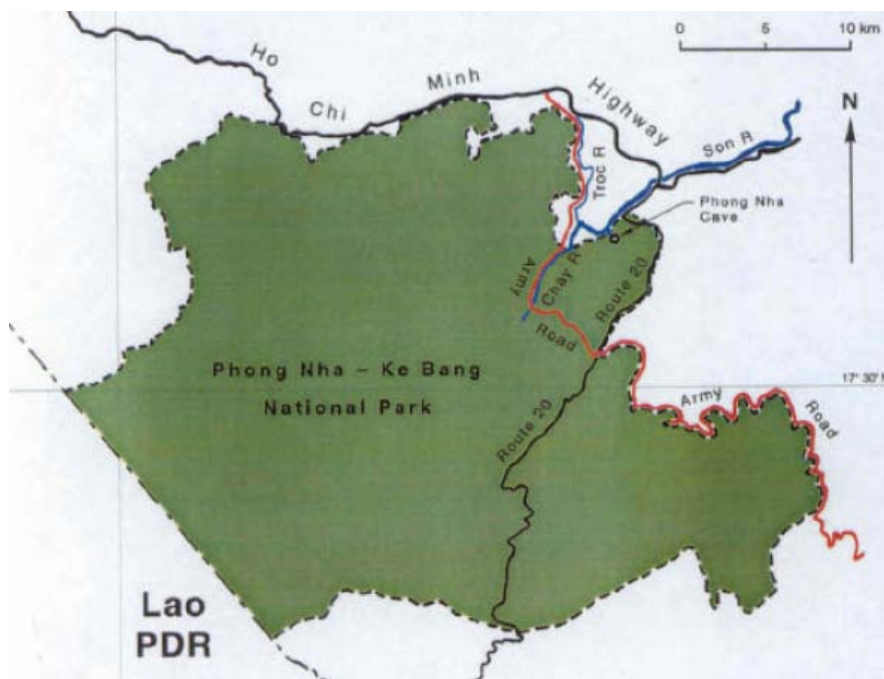 0 5 10 km
Ho
Chi
Minh
Highway
N
Son R
Troc R
Phong Nha
Cave
Army
Chay R
Route 20
Road
17° 30'
Phong Nha – Ke Bang
National Park
Army
Road
Route 20
Lao
PDR